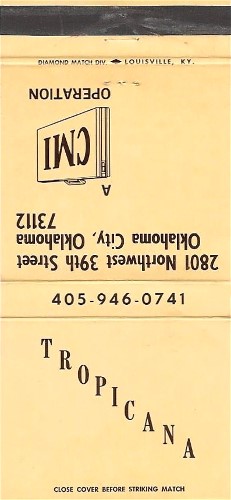 DIAMOND MATCH DIV. LOUISVILLE, KY.
A
CMI
OPERATION
2801 Northwest 39th Street
Oklahoma City, Oklahoma
73112
405-946-0741
TROPICANA
CLOSE COVER BEFORE STRIKING MATCH